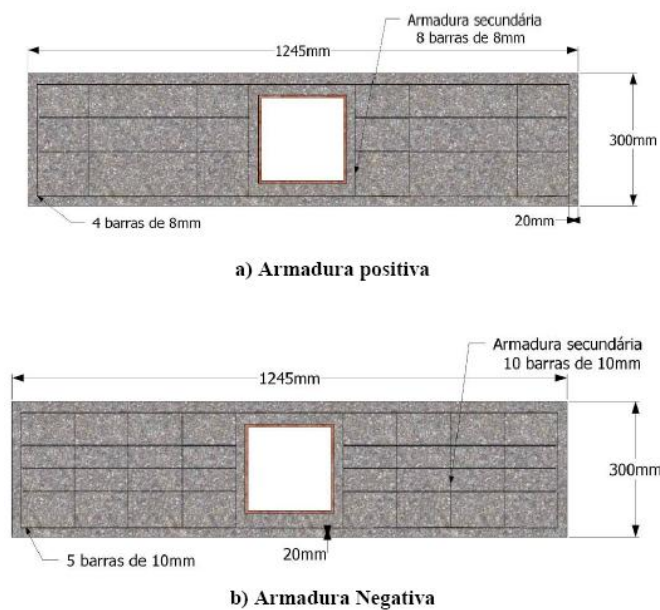 Armadura secundária
8 barras de 8mm
1245mm
300mm
4 barras de 8mm
20mm
a) Armadura positiva
Armadura secundária
10 barras de 10mm
1245mm
300mm
5 barras de 10mm
20mm
b) Armadura Negativa